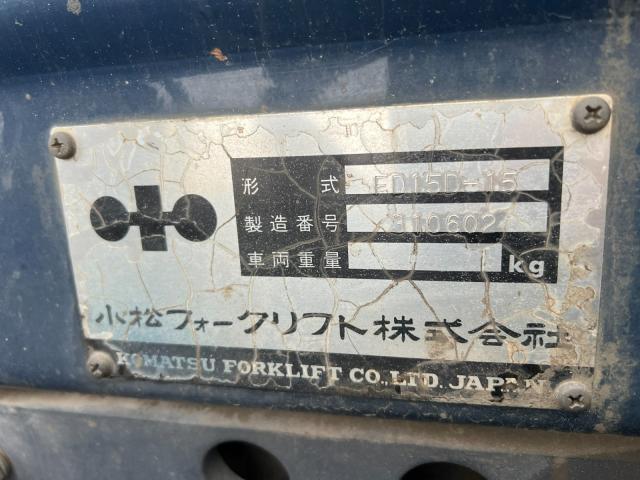 形式 FD15D-15
製造番号 310602
車両重量 kg
小松フォークリフト株式会社
KOMATSU FORKLIFT CO.,LTD. JAPAN